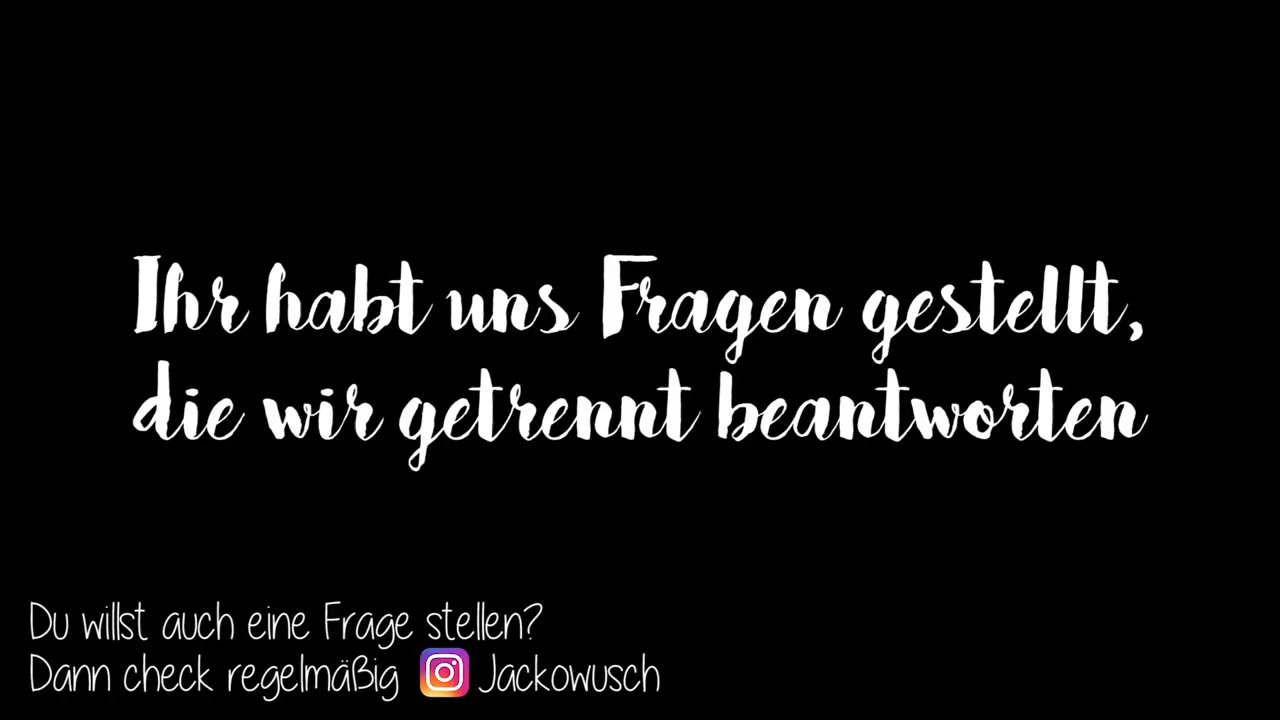 Ihr habt uns Fragen gestellt,
die wir getrennt beantworten
Du willst auch eine Frage stellen?
Dann check regelmäßig Jackowusch